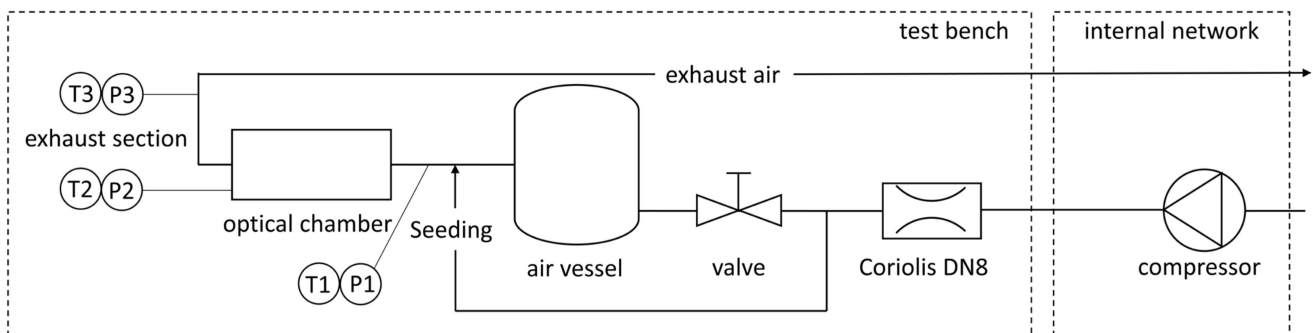 test bench
internal network
exhaust air
T3 P3
exhaust section
T2 P2
optical chamber
Seeding
T1 P1
air vessel
valve
Coriolis DN8
compressor